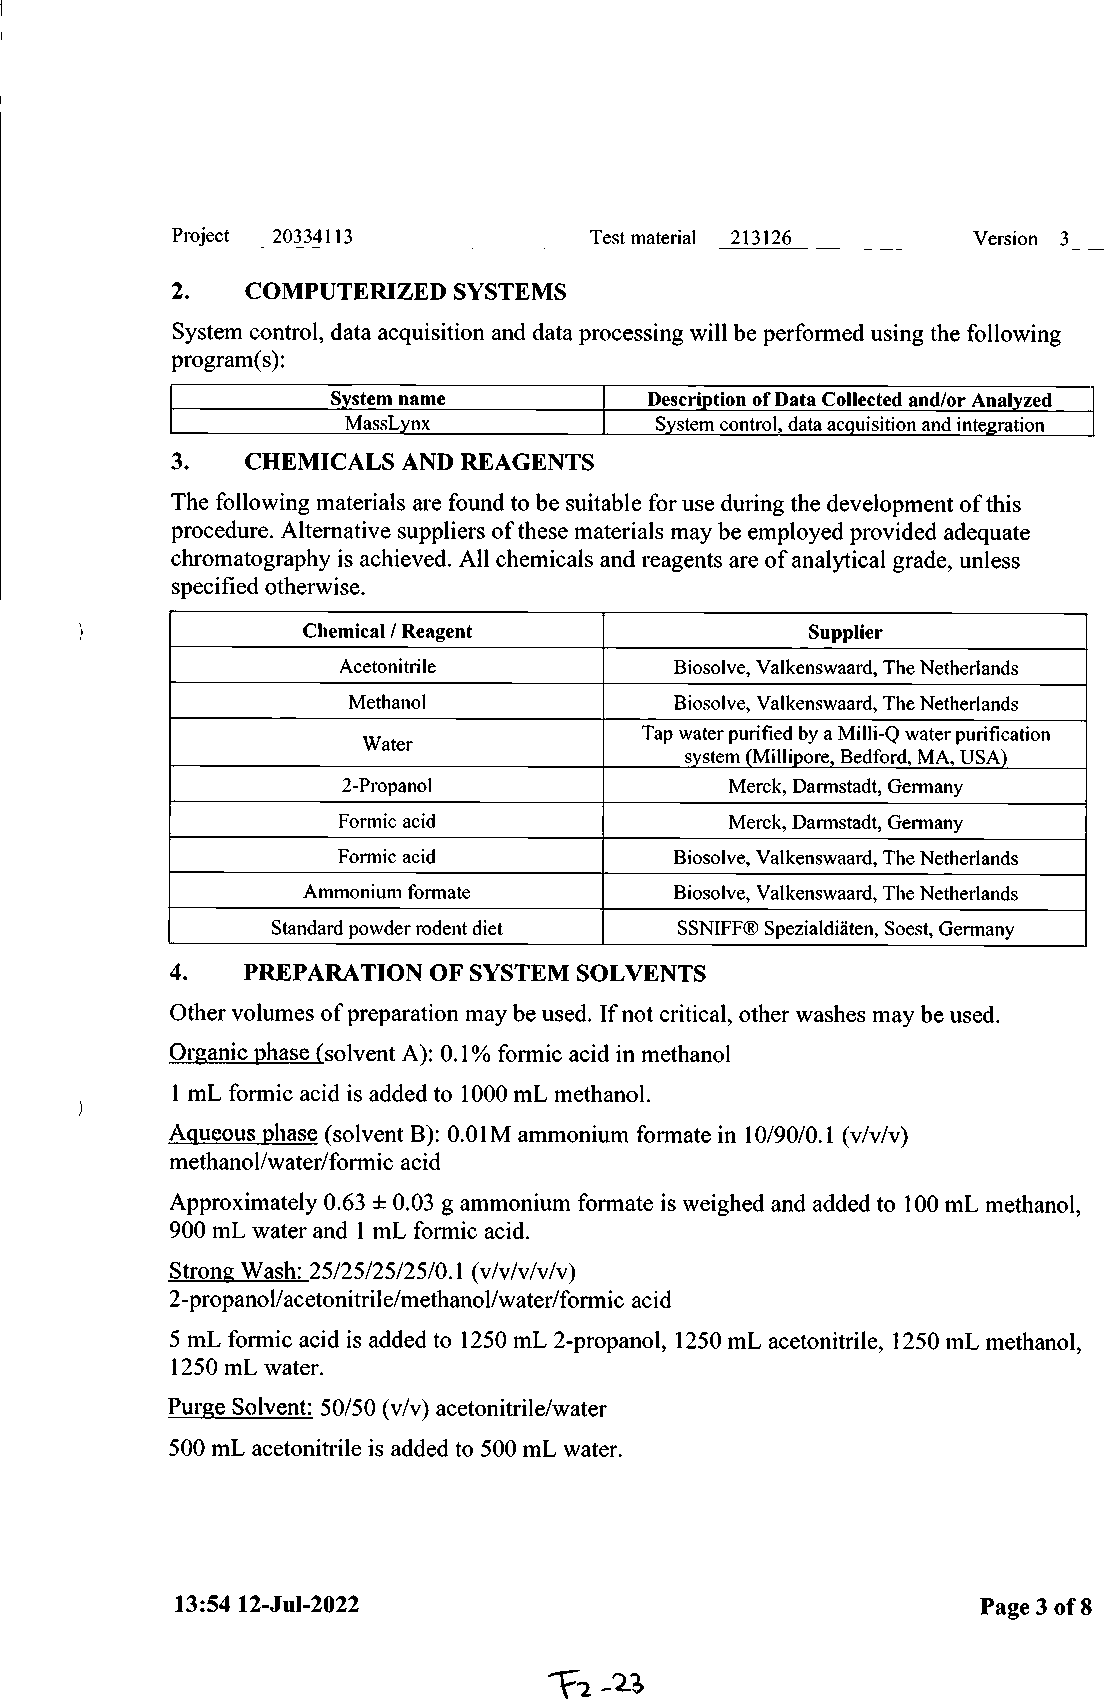 Project 20334113 Test material 213126 Version 3
2. COMPUTERIZED SYSTEMS
System control, data acquisition and data processing will be performed using the following
program(s):
System name Description of Data Collected and/or Analyzed
MassLynx System control, data acquisition and integration
3. CHEMICALS AND REAGENTS
The following materials are found to be suitable for use during the development of this
procedure. Alternative suppliers of these materials may be employed provided adequate
chromatography is achieved. All chemicals and reagents are of analytical grade, unless
specified otherwise.
Chemical / Reagent Supplier
Acetonitrile Biosolve, Valkenswaard, The Netherlands
Methanol Biosolve, Valkenswaard, The Netherlands
Water Tap water purified by a Milli-Q water purification
system (Millipore, Bedford, MA, USA)
2-Propanol Merck, Darmstadt, Germany
Formic acid Merck, Darmstadt, Germany
Formic acid Biosolve, Valkenswaard, The Netherlands
Ammonium formate Biosolve, Valkenswaard, The Netherlands
Standard powder rodent diet SSNIFF® Spezialdiäten, Soest, Germany
4. PREPARATION OF SYSTEM SOLVENTS
Other volumes of preparation may be used. If not critical, other washes may be used.
Organic phase (solvent A): 0.1% formic acid in methanol
1 mL formic acid is added to 1000 mL methanol.
Aqueous phase (solvent B): 0.01M ammonium formate in 10/90/0.1 (v/v/v)
methanol/water/formic acid
Approximately 0.63 ± 0.03 g ammonium formate is weighed and added to 100 mL methanol,
900 mL water and 1 mL formic acid.
Strong Wash: 25/25/25/25/0.1 (v/v/v/v/v)
2-propanol/acetonitrile/methanol/water/formic acid
5 mL formic acid is added to 1250 mL 2-propanol, 1250 mL acetonitrile, 1250 mL methanol,
1250 mL water.
Purge Solvent: 50/50 (v/v) acetonitrile/water
500 mL acetonitrile is added to 500 mL water.
13:54 12-Jul-2022 Page 3 of 8
F2-23